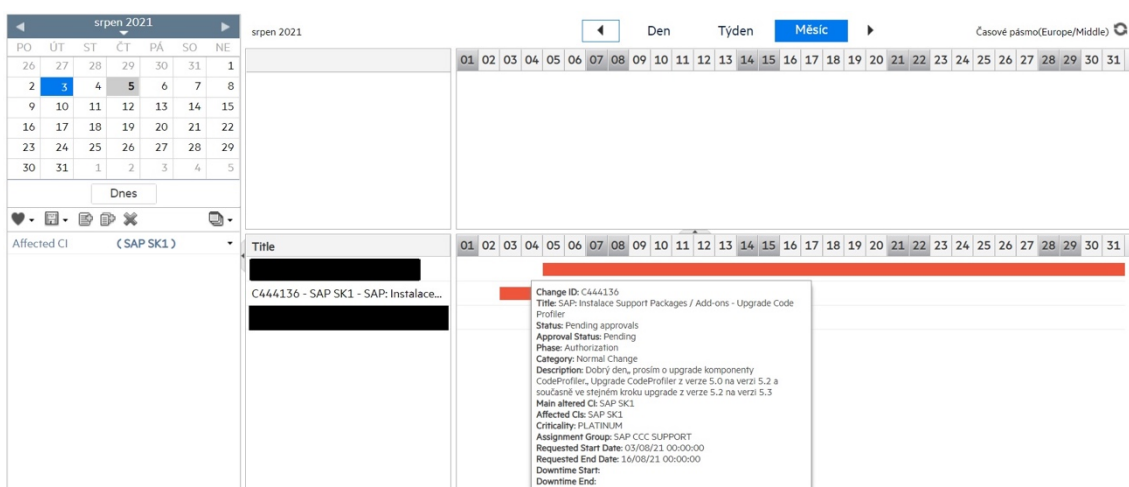 srpen 2021
PO ÚT ST ČT PÁ SO NE
26 27 28 29 30 31 1
2 3 4 5 6 7 8
9 10 11 12 13 14 15
16 17 18 19 20 21 22
23 24 25 26 27 28 29
30 31 1 2 3 4 5
Dnes
Affected CI (SAP SK1)
srpen 2021 Den Týden Měsíc Časové pásmo(Europe/Middle)
01 02 03 04 05 06 07 08 09 10 11 12 13 14 15 16 17 18 19 20 21 22 23 24 25 26 27 28 29 30 31
Title 01 02 03 04 05 06 07 08 09 10 11 12 13 14 15 16 17 18 19 20 21 22 23 24 25 26 27 28 29 30 31
C444136 - SAP SK1 - SAP: Instalace...
Change ID: C444136
Title: SAP: Instalace Support Packages / Add-ons - Upgrade Code
Profiler
Status: Pending approvals
Approval Status: Pending
Phase: Authorization
Category: Normal Change
Description: Dobrý den,, prosím o upgrade komponenty
CodeProfiler., Upgrade CodeProfiler z verze 5.0 na verzi 5.2 a
současně ve stejném kroku upgrade z verze 5.2 na verzi 5.3
Main altered CI: SAP SK1
Affected CIs: SAP SK1
Criticality: PLATINUM
Assignment Group: SAP CCC SUPPORT
Requested Start Date: 03/08/21 00:00:00
Requested End Date: 16/08/21 00:00:00
Downtime Start:
Downtime End: